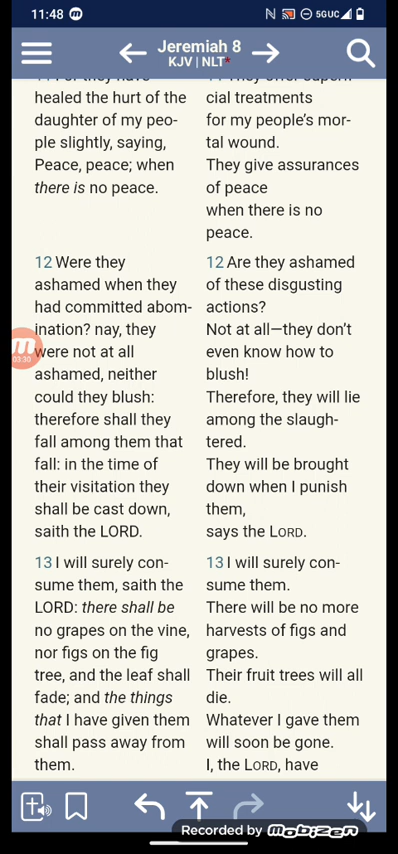 11:48
5GUC
Jeremiah 8
KJV | NLT*
11 For they have
healed the hurt of the
daughter of my peo-
ple slightly, saying,
Peace, peace; when
there is no peace.
11 They offer superfi-
cial treatments
for my people's mor-
tal wound.
They give assurances
of peace
when there is no
peace.
12 Were they
ashamed when they
had committed abom-
ination? nay, they
were not at all
ashamed, neither
could they blush:
therefore shall they
fall among them that
fall: in the time of
their visitation they
shall be cast down,
saith the LORD.
12 Are they ashamed
of these disgusting
actions?
Not at all—they don't
even know how to
blush!
Therefore, they will lie
among the slaugh-
tered.
They will be brought
down when I punish
them,
says the LORD.
03:30
13 I will surely con-
sume them, saith the
LORD: there shall be
no grapes on the vine,
nor figs on the fig
tree, and the leaf shall
fade; and the things
that I have given them
shall pass away from
them.
13 I will surely con-
sume them.
There will be no more
harvests of figs and
grapes.
Their fruit trees will all
die.
Whatever I gave them
will soon be gone.
I, the LORD, have
Recorded by mobizen